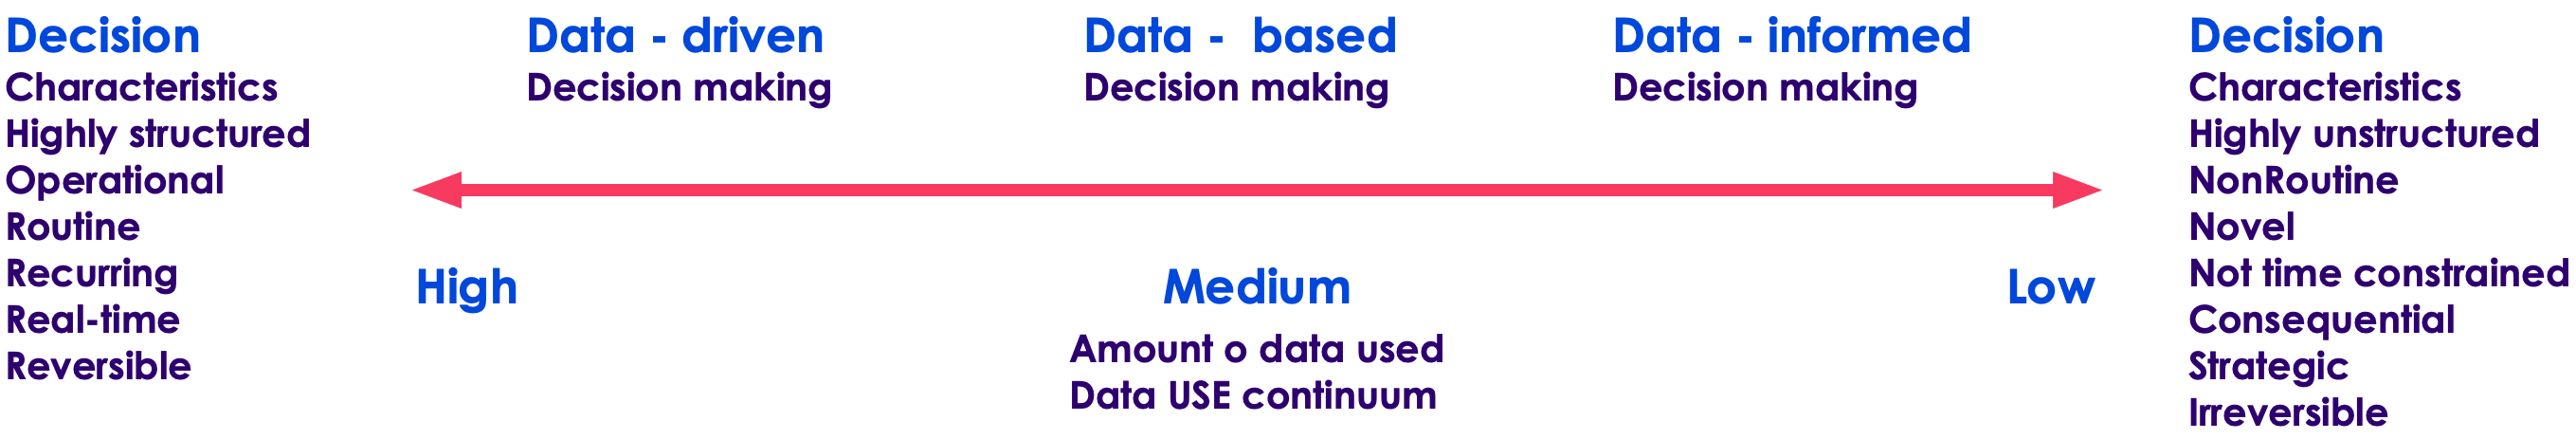 Decision
Characteristics
Highly structured
Operational
Routine
Recurring
Real-time
Reversible
Data - driven
Decision making
Data - based
Decision making
Data - informed
Decision making
High
Medium
Low
Amount o data used
Data USE continuum
Decision
Characteristics
Highly unstructured
NonRoutine
Novel
Not time constrained
Consequential
Strategic
Irreversible